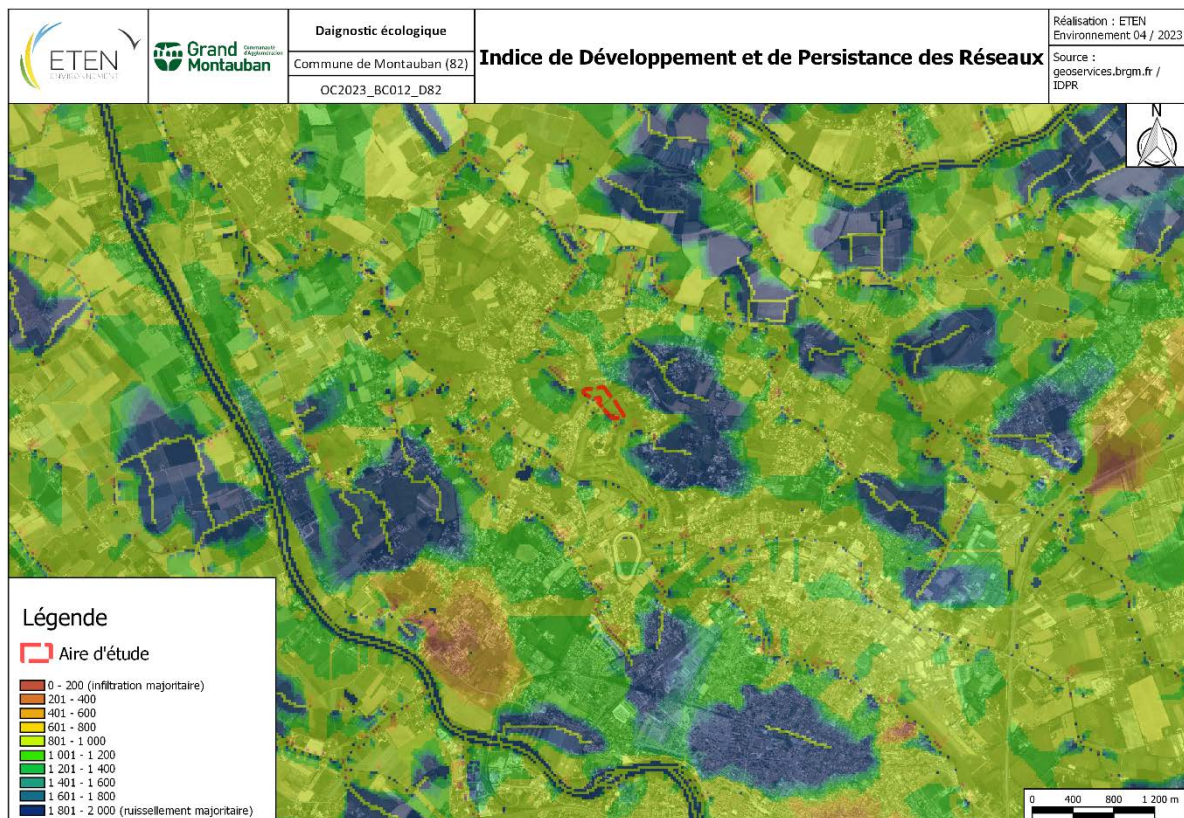 ETEN
ENVIRONNEMENT
Grand
Montauban
Communauté
d'Agglomération
Daignostic écologique
Commune de Montauban (82)
OC2023_BC012_D82
Indice de Développement et de Persistance des Réseaux
Réalisation : ETEN
Environnement 04 / 2023
Source :
geoservices.brgm.fr /
IDPR
N
Légende
Aire d'étude
0 - 200 (infiltration majoritaire)
201 - 400
401 - 600
601 - 800
801 - 1 000
1 001 - 1 200
1 201 - 1 400
1 401 - 1 600
1 601 - 1 800
1 801 - 2 000 (ruissellement majoritaire)
0 400 800 1 200 m